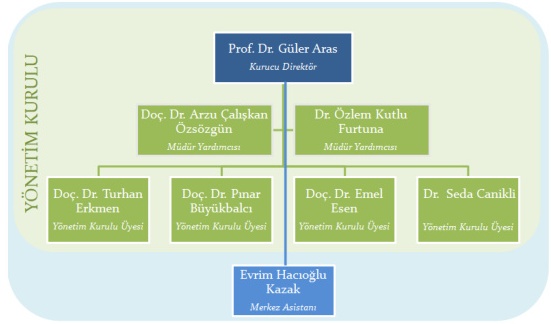 YÖNETİM KURULU
Prof. Dr. Güler Aras
Kurucu Direktör
Doç. Dr. Arzu Çalışkan
Özsözgün
Müdür Yardımcısı
Dr. Özlem Kutlu
Furtuna
Müdür Yardımcısı
Doç. Dr. Turhan
Erkmen
Yönetim Kurulu Üyesi
Doç. Dr. Pınar
Büyükbalcı
Yönetim Kurulu Üyesi
Doç. Dr. Emel
Esen
Yönetim Kurulu Üyesi
Dr. Seda Canikli
Yönetim Kurulu Üyesi
Evrim Hacıoğlu
Kazak
Merkez Asistanı